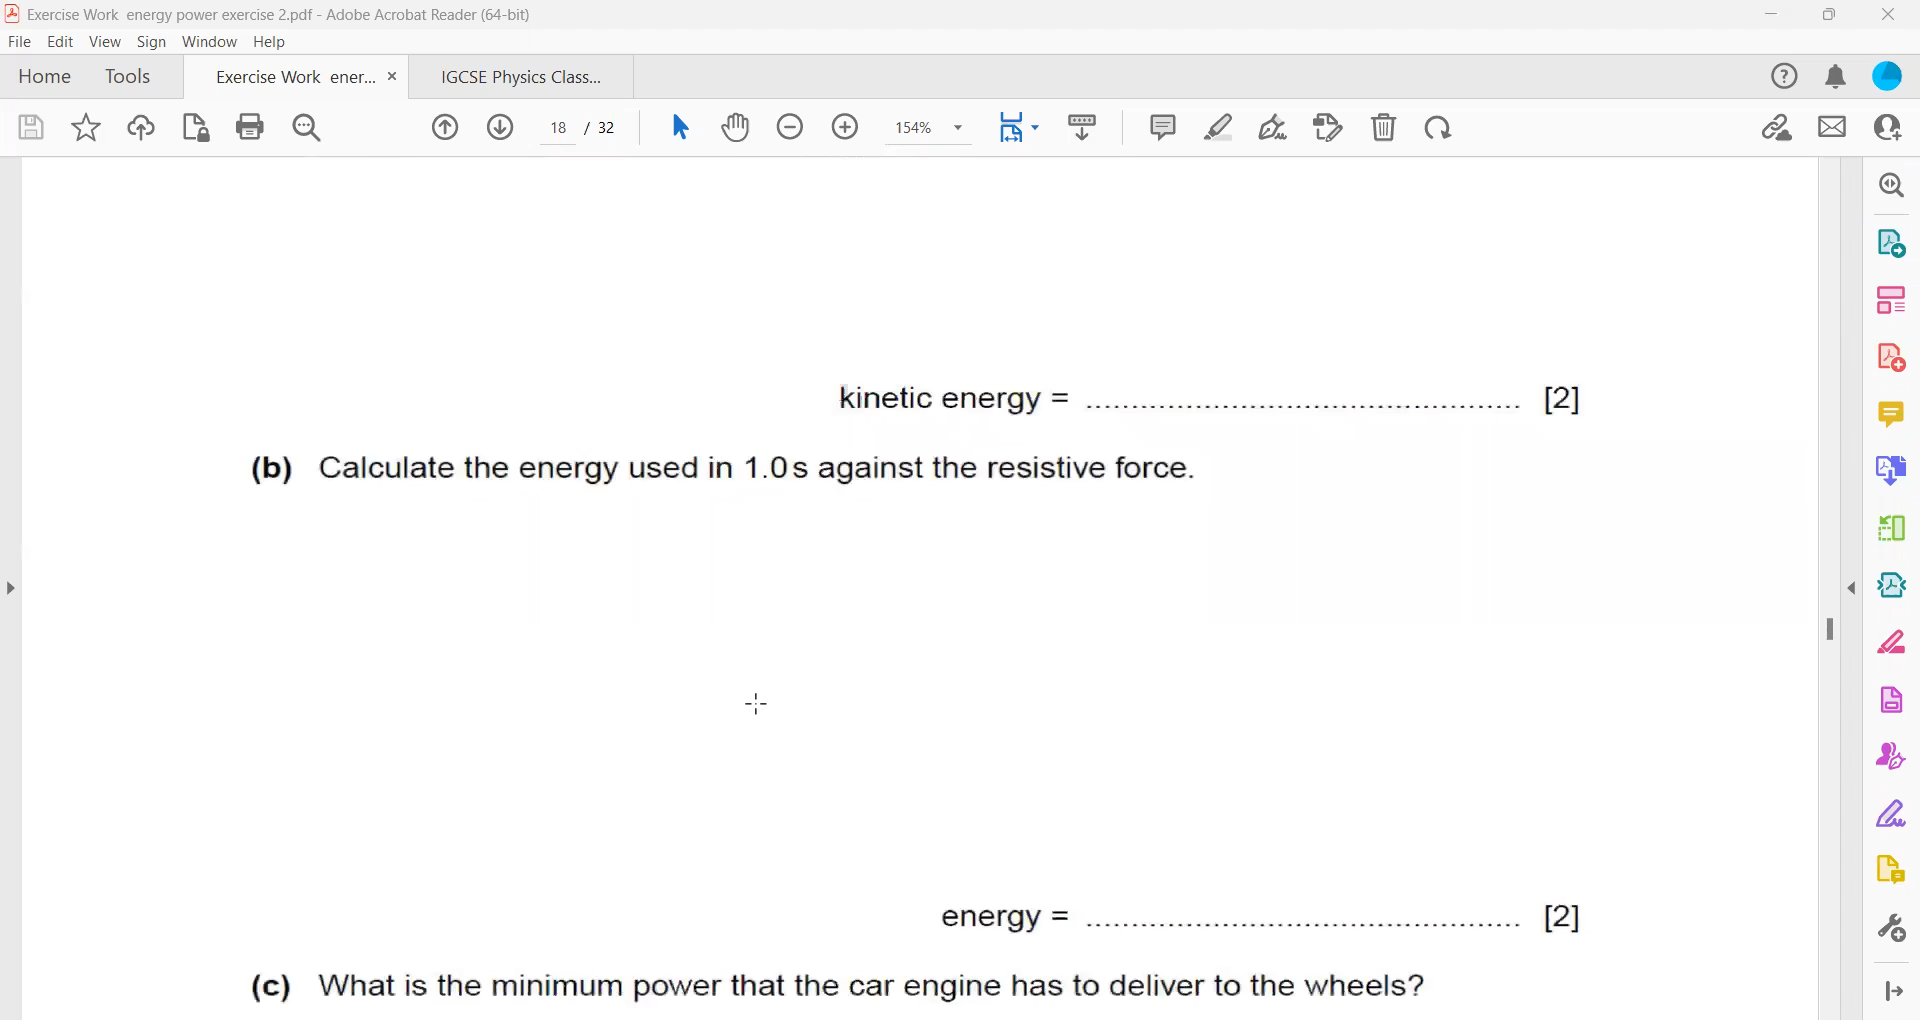 Exercise Work energy power exercise 2.pdf - Adobe Acrobat Reader (64-bit)
File Edit View Sign Window Help
Home Tools Exercise Work ener... × IGCSE Physics Class...
18 / 32 154%
kinetic energy = ................................................ [2]
(b) Calculate the energy used in 1.0 s against the resistive force.
energy = ................................................ [2]
(c) What is the minimum power that the car engine has to deliver to the wheels?